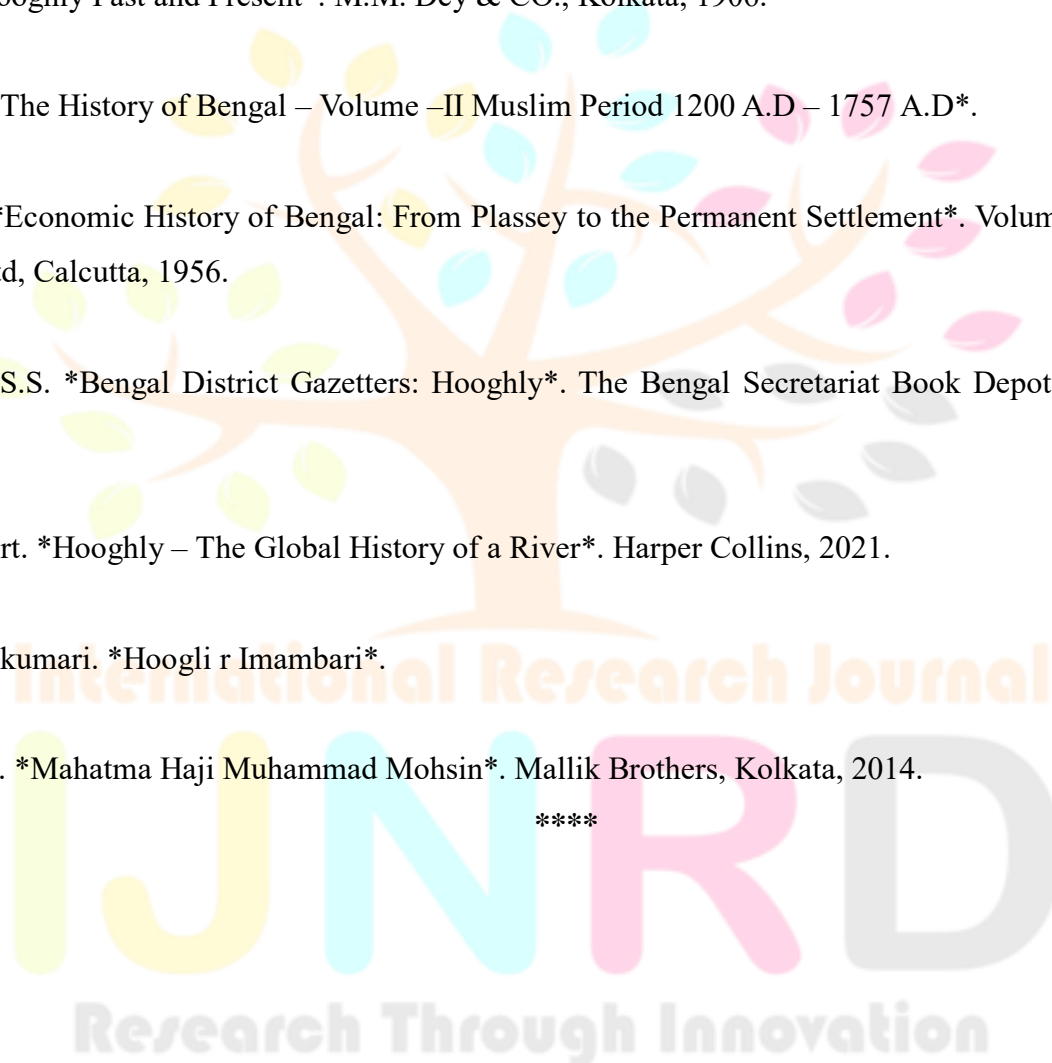 Hooghly Past and Present*. M.M. Dey & CO., Kolkata, 1906.
The History of Bengal – Volume –II Muslim Period 1200 A.D – 1757 A.D*.
*Economic History of Bengal: From Plassey to the Permanent Settlement*. Volum
td, Calcutta, 1956.
S.S. *Bengal District Gazetters: Hooghly*. The Bengal Secretariat Book Depot
rt. *Hooghly – The Global History of a River*. Harper Collins, 2021.
kumari. *Hoogli r Imambari*.
. *Mahatma Haji Muhammad Mohsin*. Mallik Brothers, Kolkata, 2014.
****
International Research Journal
IJNRD
Research Through Innovation